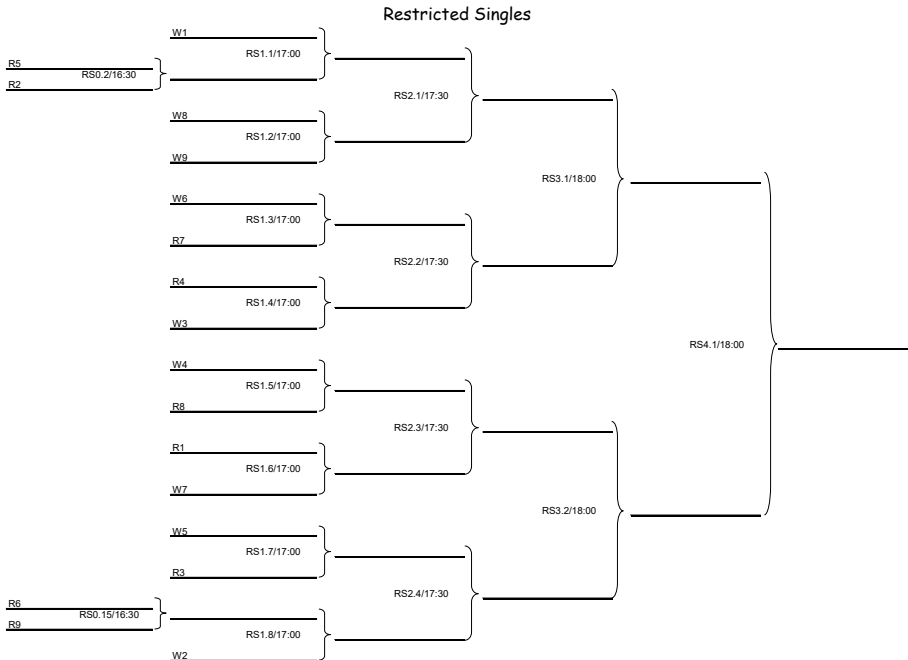 Restricted Singles
W1
RS1.1/17:00
R5
RS0.2/16:30
R2
RS2.1/17:30
W8
RS1.2/17:00
W9
RS3.1/18:00
W6
RS1.3/17:00
R7
RS2.2/17:30
R4
RS1.4/17:00
W3
RS4.1/18:00
W4
RS1.5/17:00
R8
RS2.3/17:30
R1
RS1.6/17:00
W7
RS3.2/18:00
W5
RS1.7/17:00
R3
RS2.4/17:30
R6
RS0.15/16:30
R9
RS1.8/17:00
W2